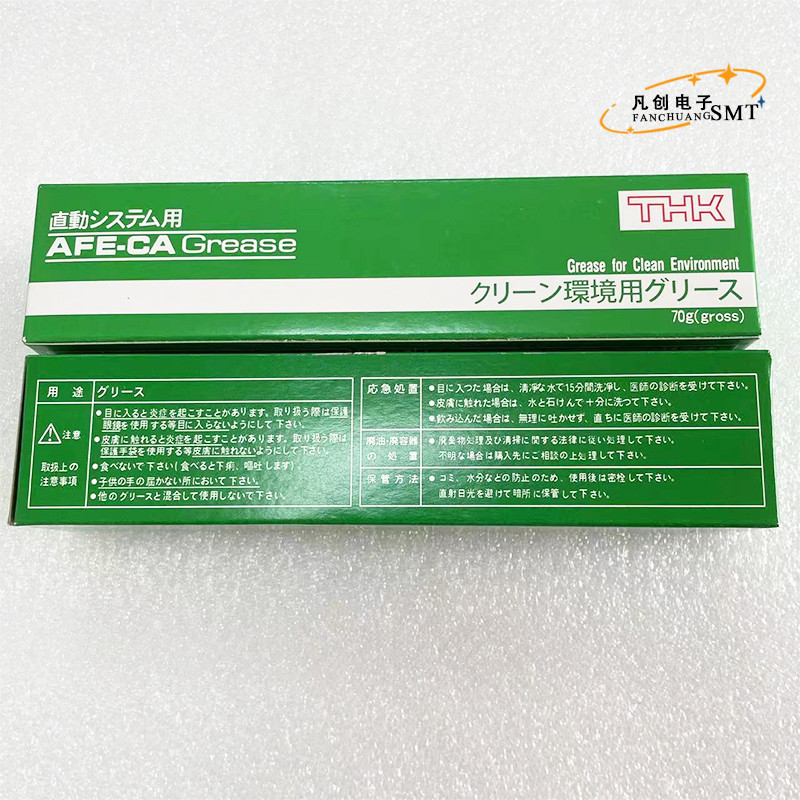 凡创电子
FANCHUANG SMT
直動システム用
AFE-CA Grease
THK
Grease for Clean Environment
クリーン環境用グリース
70g(gross)
用途 グリース
注意
取扱上の
注意事項
●目に入ると炎症を起こすことがあります。取り扱う際は保護
眼鏡を使用する等目に入らないようにして下さい。
●皮膚に触れると炎症を起こすことがあります。取り扱う際は
保護手袋を使用する等皮膚に触れないようにして下さい。
●食べないで下さい(食べると下痢、嘔吐します)
●子供の手の届かない所において下さい。
●他のグリースと混合して使用しないで下さい。
応急処置
●目に入つた場合は、清浄な水で15分間洗浄し、医師の診断を受けて下さい。
●皮膚に触れた場合は、水と石けんで十分に洗つて下さい。
●飲み込んだ場合は、無理に吐かせず、直ちに医師の診断を受けて下さい。
廃油・廃容器
の処置
●廃棄物処理及び清掃に関する法律に従い処理して下さい。
不明な場合は購入先にご相談の上処理して下さい。
保管方法
●ゴミ、水分などの防止のため、使用後は密栓して下さい。
直射日光を避けて暗所に保管して下さい。